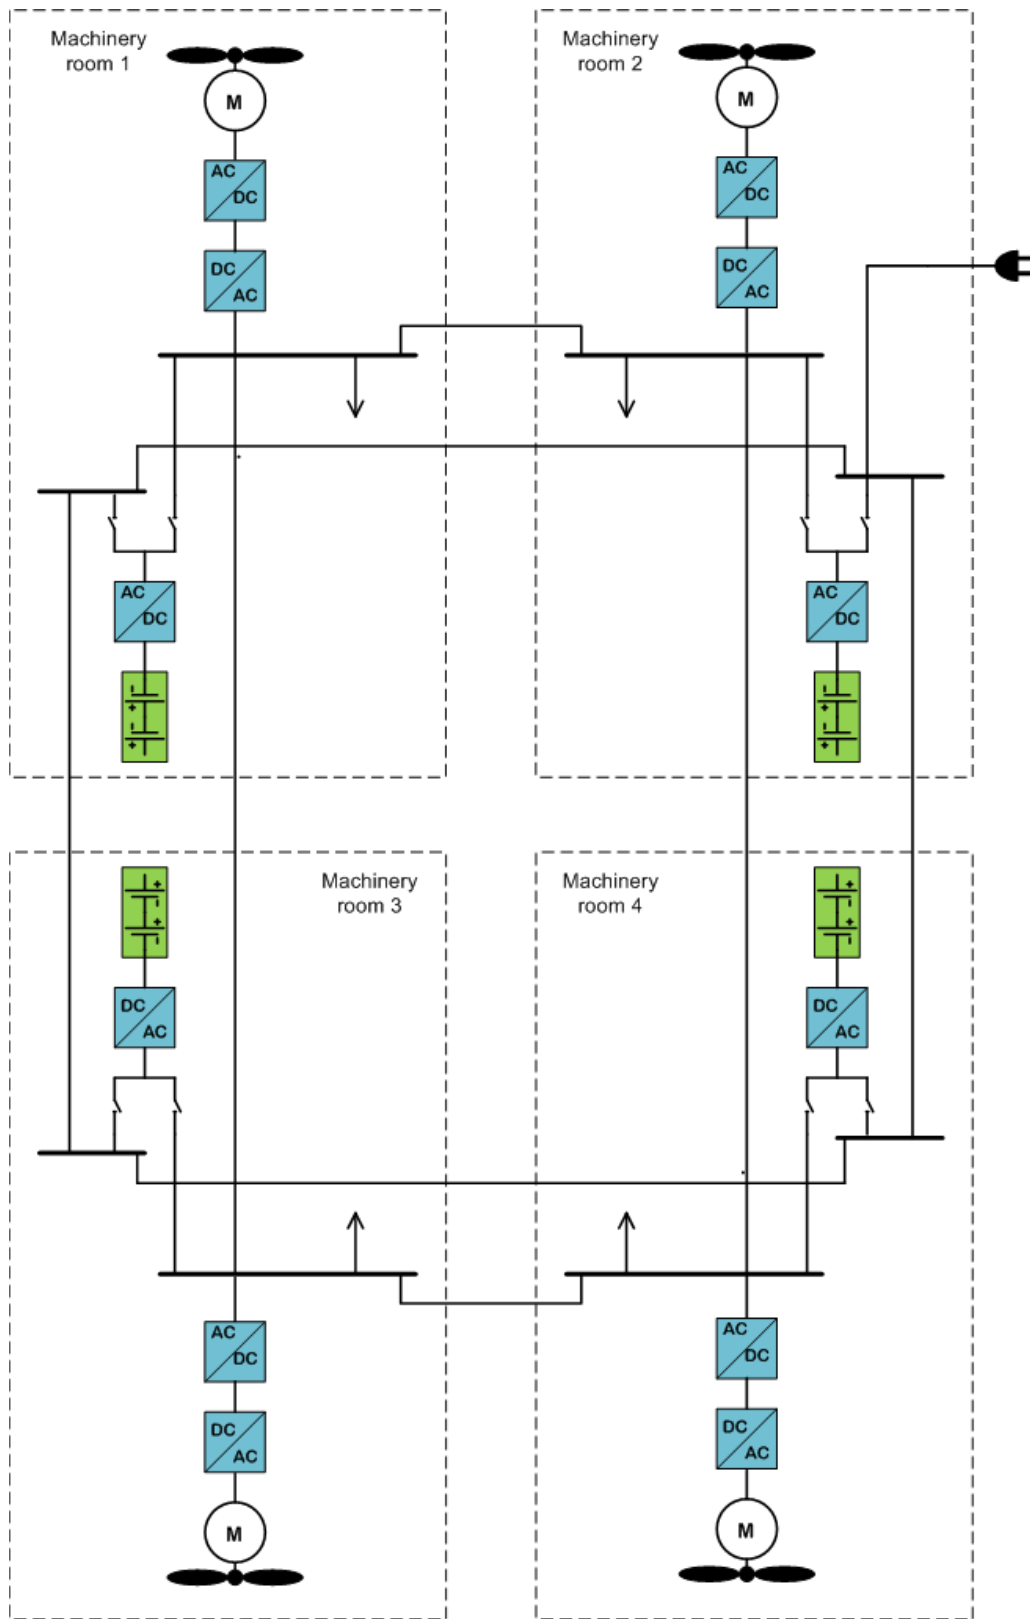 Machinery
room 1
Machinery
room 2
M
M
AC
DC
AC
DC
DC
AC
DC
AC
AC
DC
AC
DC
- 
+
-
+
-
+
-
+
Machinery
room 3
Machinery
room 4
+
-
+
-
+
-
+
-
DC
AC
DC
AC
AC
DC
AC
DC
DC
AC
DC
AC
M
M